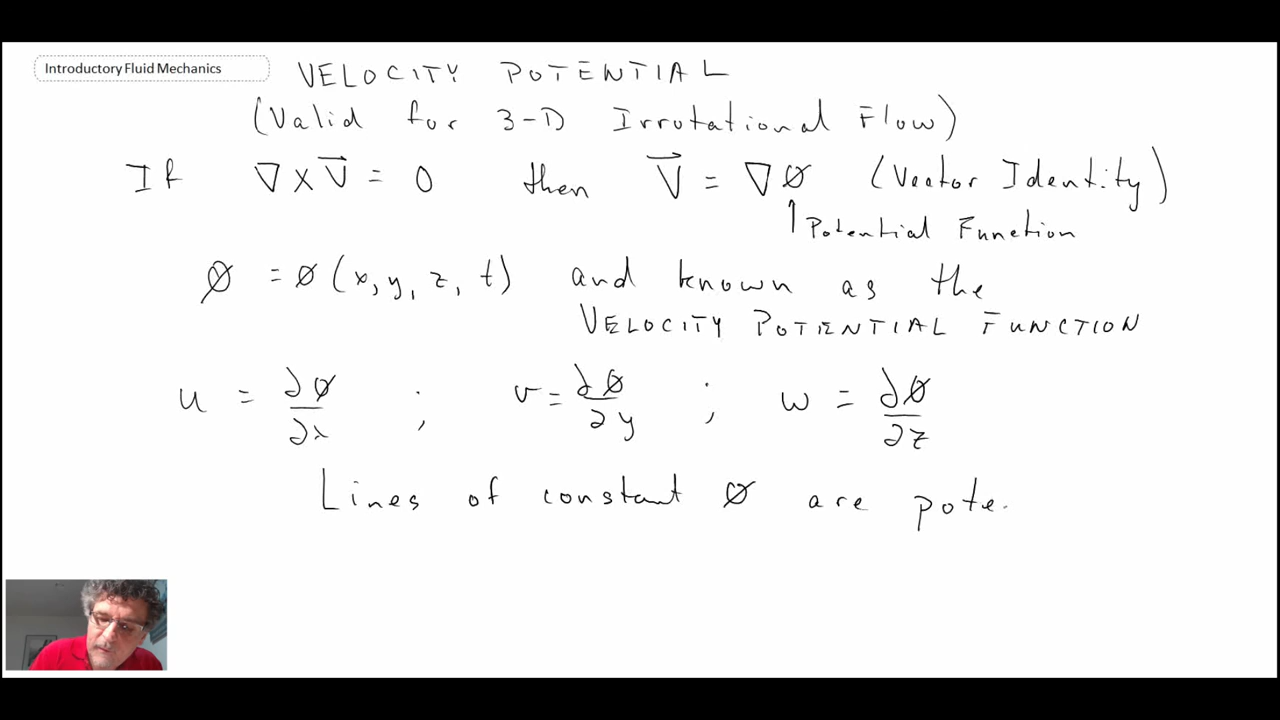 Introductory Fluid Mechanics
VELOCITY POTENTIAL
(Valid for 3-D Irrotational Flow)
If ∇ x V⃗ = 0 then V⃗ = ∇Ø (Vector Identity)
↑ Potential Function
Ø = Ø (x, y, z, t) and known as the
VELOCITY POTENTIAL FUNCTION
u = ∂Ø/∂x ; v = ∂Ø/∂y ; w = ∂Ø/∂z
Lines of constant Ø are pote